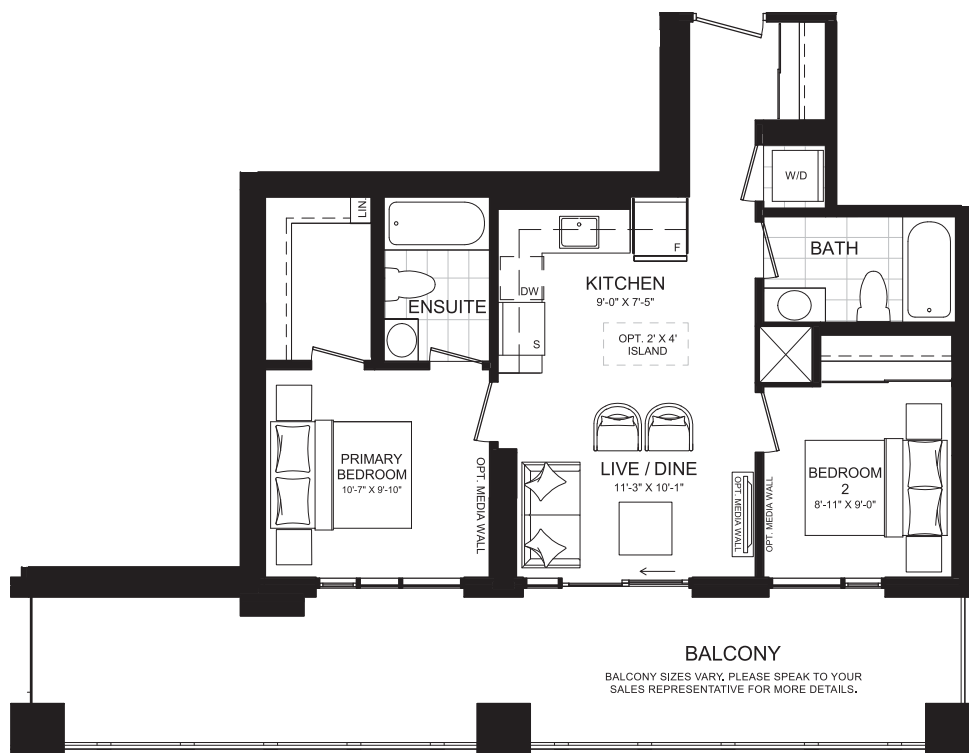 W/D
LIN.
F
BATH
KITCHEN
9'-0" X 7'-5"
DW
ENSUITE
S
OPT. 2' X 4'
ISLAND
PRIMARY
BEDROOM
10'-7" X 9'-10"
OPT. MEDIA WALL
LIVE / DINE
11'-3" X 10'-1"
OPT. MEDIA WALL
OPT. MEDIA WALL
BEDROOM
2
8'-11" X 9'-0"
BALCONY
BALCONY SIZES VARY. PLEASE SPEAK TO YOUR
SALES REPRESENTATIVE FOR MORE DETAILS.